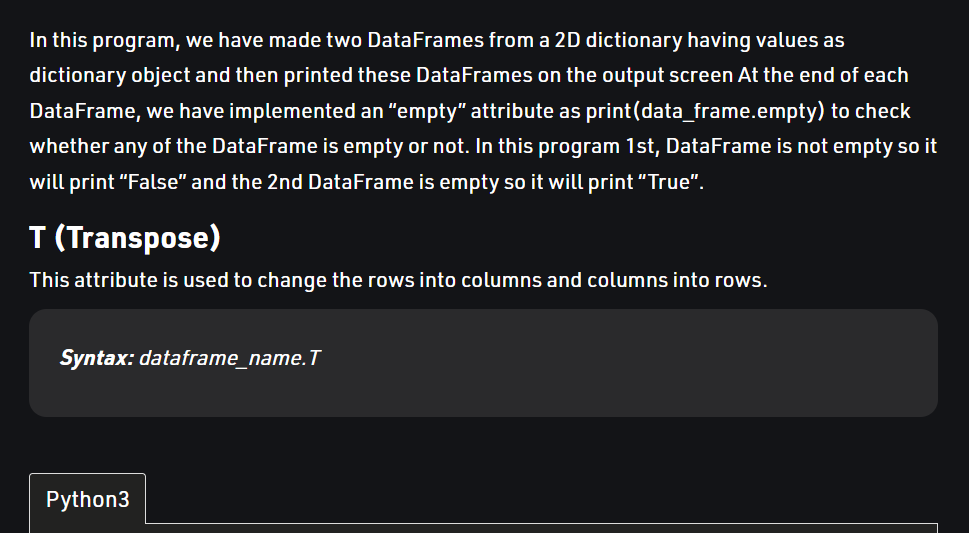 In this program, we have made two DataFrames from a 2D dictionary having values as
dictionary object and then printed these DataFrames on the output screen At the end of each
DataFrame, we have implemented an “empty” attribute as print(data_frame.empty) to check
whether any of the DataFrame is empty or not. In this program 1st, DataFrame is not empty so it
will print “False” and the 2nd DataFrame is empty so it will print “True”.
T (Transpose)
This attribute is used to change the rows into columns and columns into rows.
Syntax: dataframe_name.T
Python3